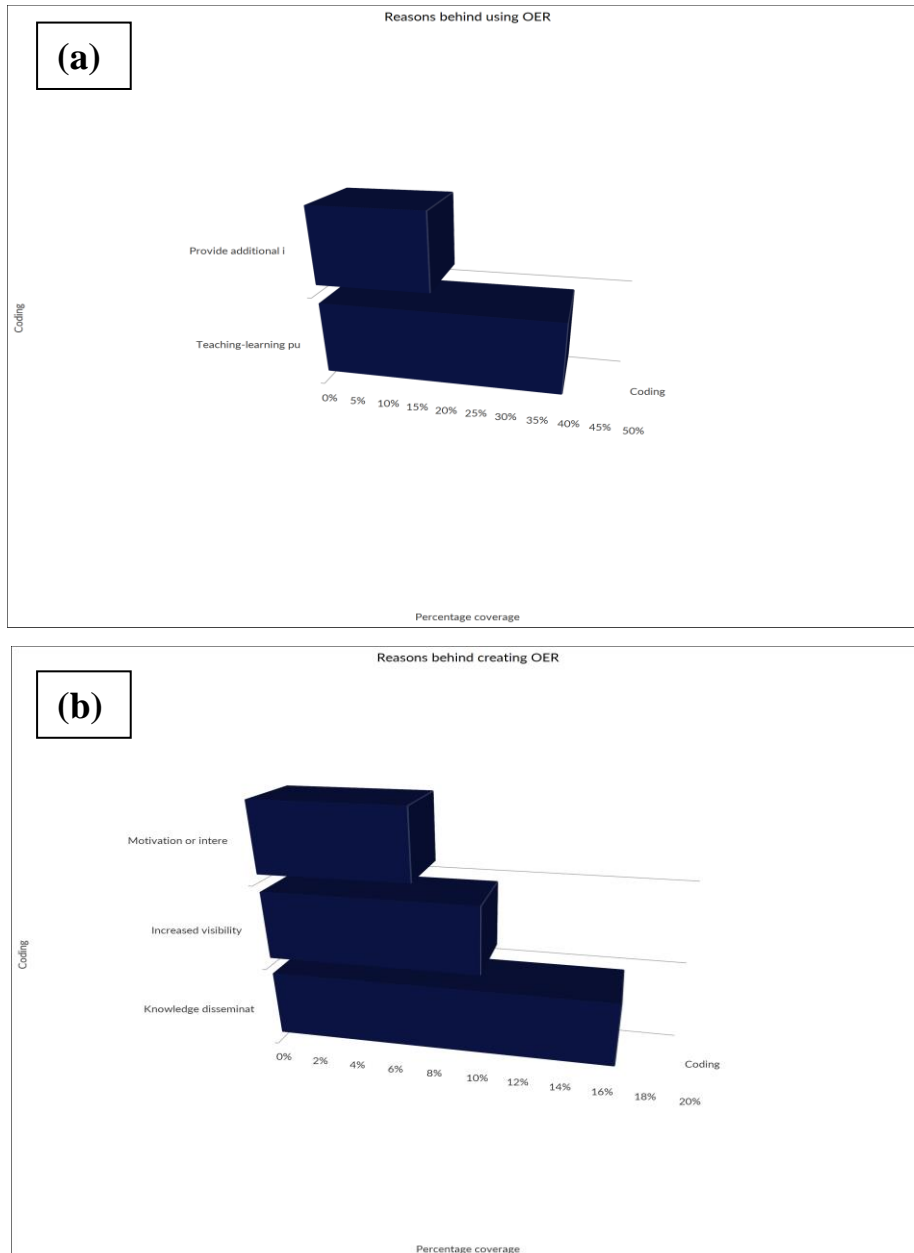 Reasons behind using OER
(a)
Provide additional i
Coding
Teaching-learning pu
Coding
0% 5% 10% 15% 20% 25% 30% 35% 40% 45% 50%
Percentage coverage
Reasons behind creating OER
(b)
Motivation or intere
Increased visibility
Coding
Knowledge disseminat
Coding
0% 2% 4% 6% 8% 10% 12% 14% 16% 18% 20%
Percentage coverage